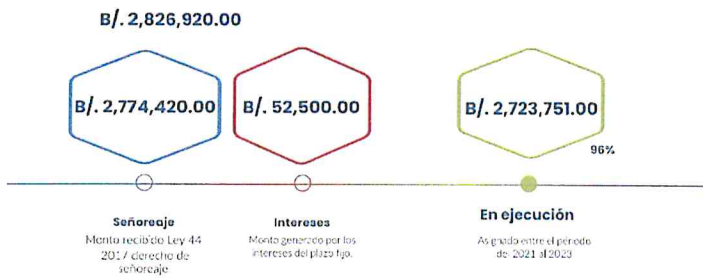 B/. 2,826,920.00
B/. 2,774,420.00
B/. 52,500.00
B/. 2,723,751.00
96%
Señoreaje
Monto recibido Ley 44
2017 derecho de
señoreaje
Intereses
Monto generado por los
intereses del plazo fijo.
En ejecución
Asignado entre el período
del 2021 al 2023